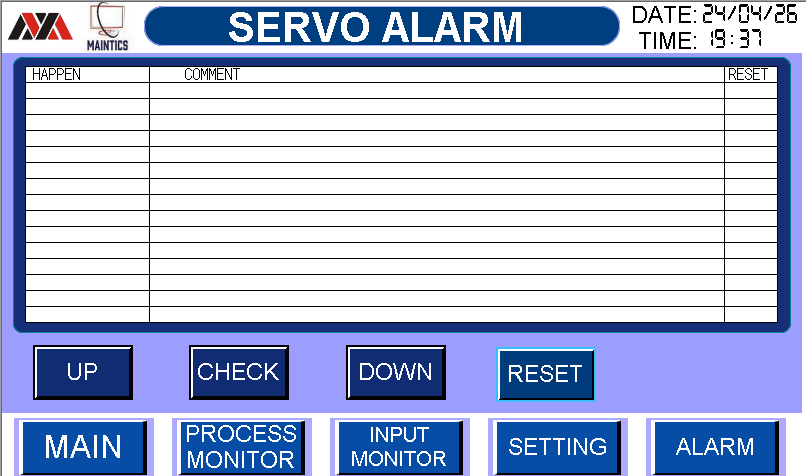 MAINTICS
SERVO ALARM
DATE: 24/04/26
TIME: 19:37
HAPPEN COMMENT RESET
UP CHECK DOWN RESET
MAIN
PROCESS
MONITOR
INPUT
MONITOR
SETTING
ALARM